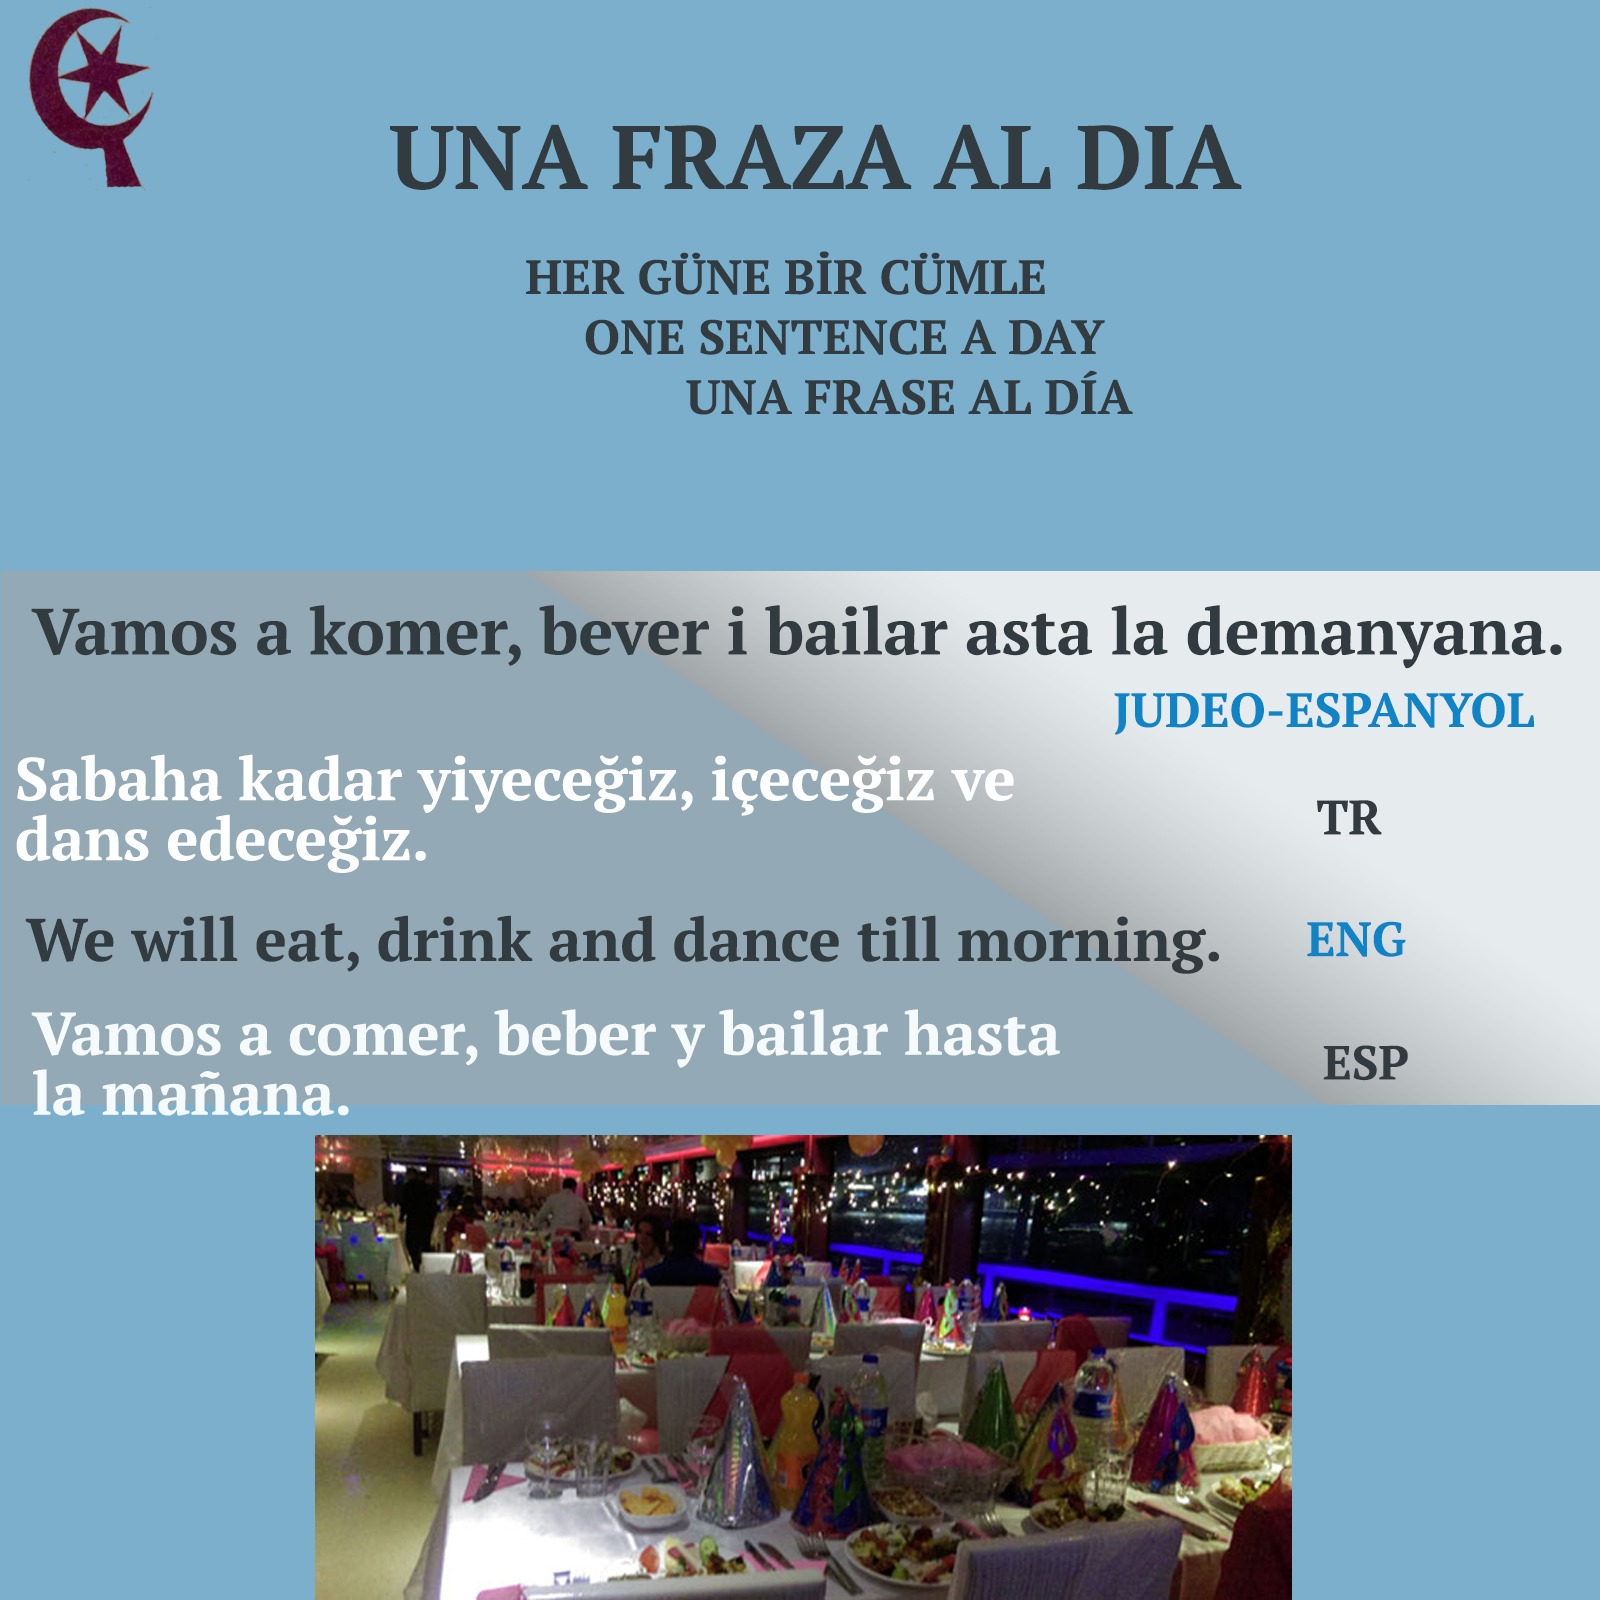 UNA FRAZA AL DIA
HER GÜNE BİR CÜMLE
ONE SENTENCE A DAY
UNA FRASE AL DÍA
Vamos a komer, bever i bailar asta la demanyana.
JUDEO-ESPANYOL
Sabaha kadar yiyeceğiz, içeceğiz ve
dans edeceğiz.
TR
We will eat, drink and dance till morning.
ENG
Vamos a comer, beber y bailar hasta
la mañana.
ESP